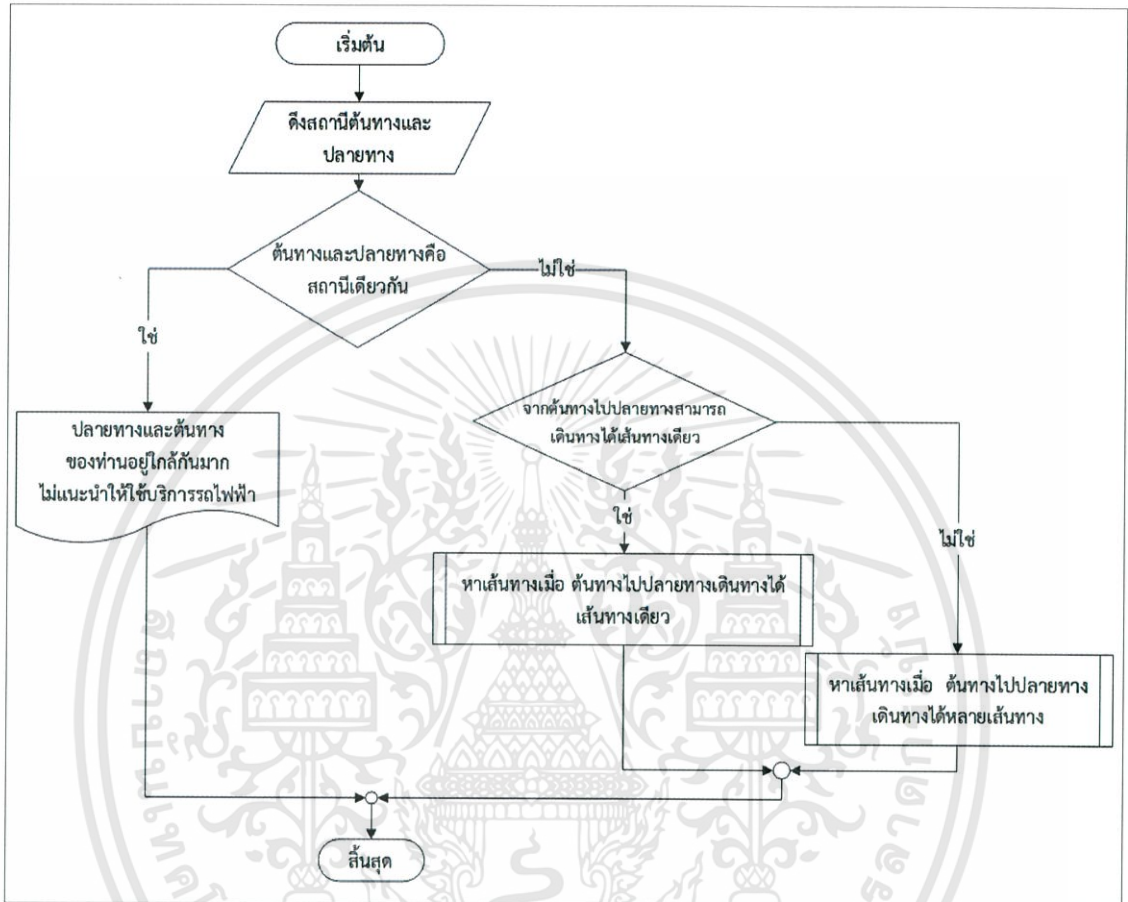 เริ่มต้น
ดึงสถานีต้นทางและ
ปลายทาง
ต้นทางและปลายทางคือ
สถานีเดียวกัน
ไม่ใช่
ใช่
จากต้นทางไปปลายทางสามารถ
เดินทางได้เส้นทางเดียว
ปลายทางและต้นทาง
ของท่านอยู่ใกล้กันมาก
ไม่แนะนำให้ใช้บริการรถไฟฟ้า
ใช่
ไม่ใช่
หาเส้นทางเมื่อ ต้นทางไปปลายทางเดินทางได้
เส้นทางเดียว
หาเส้นทางเมื่อ ต้นทางไปปลายทาง
เดินทางได้หลายเส้นทาง
สิ้นสุด